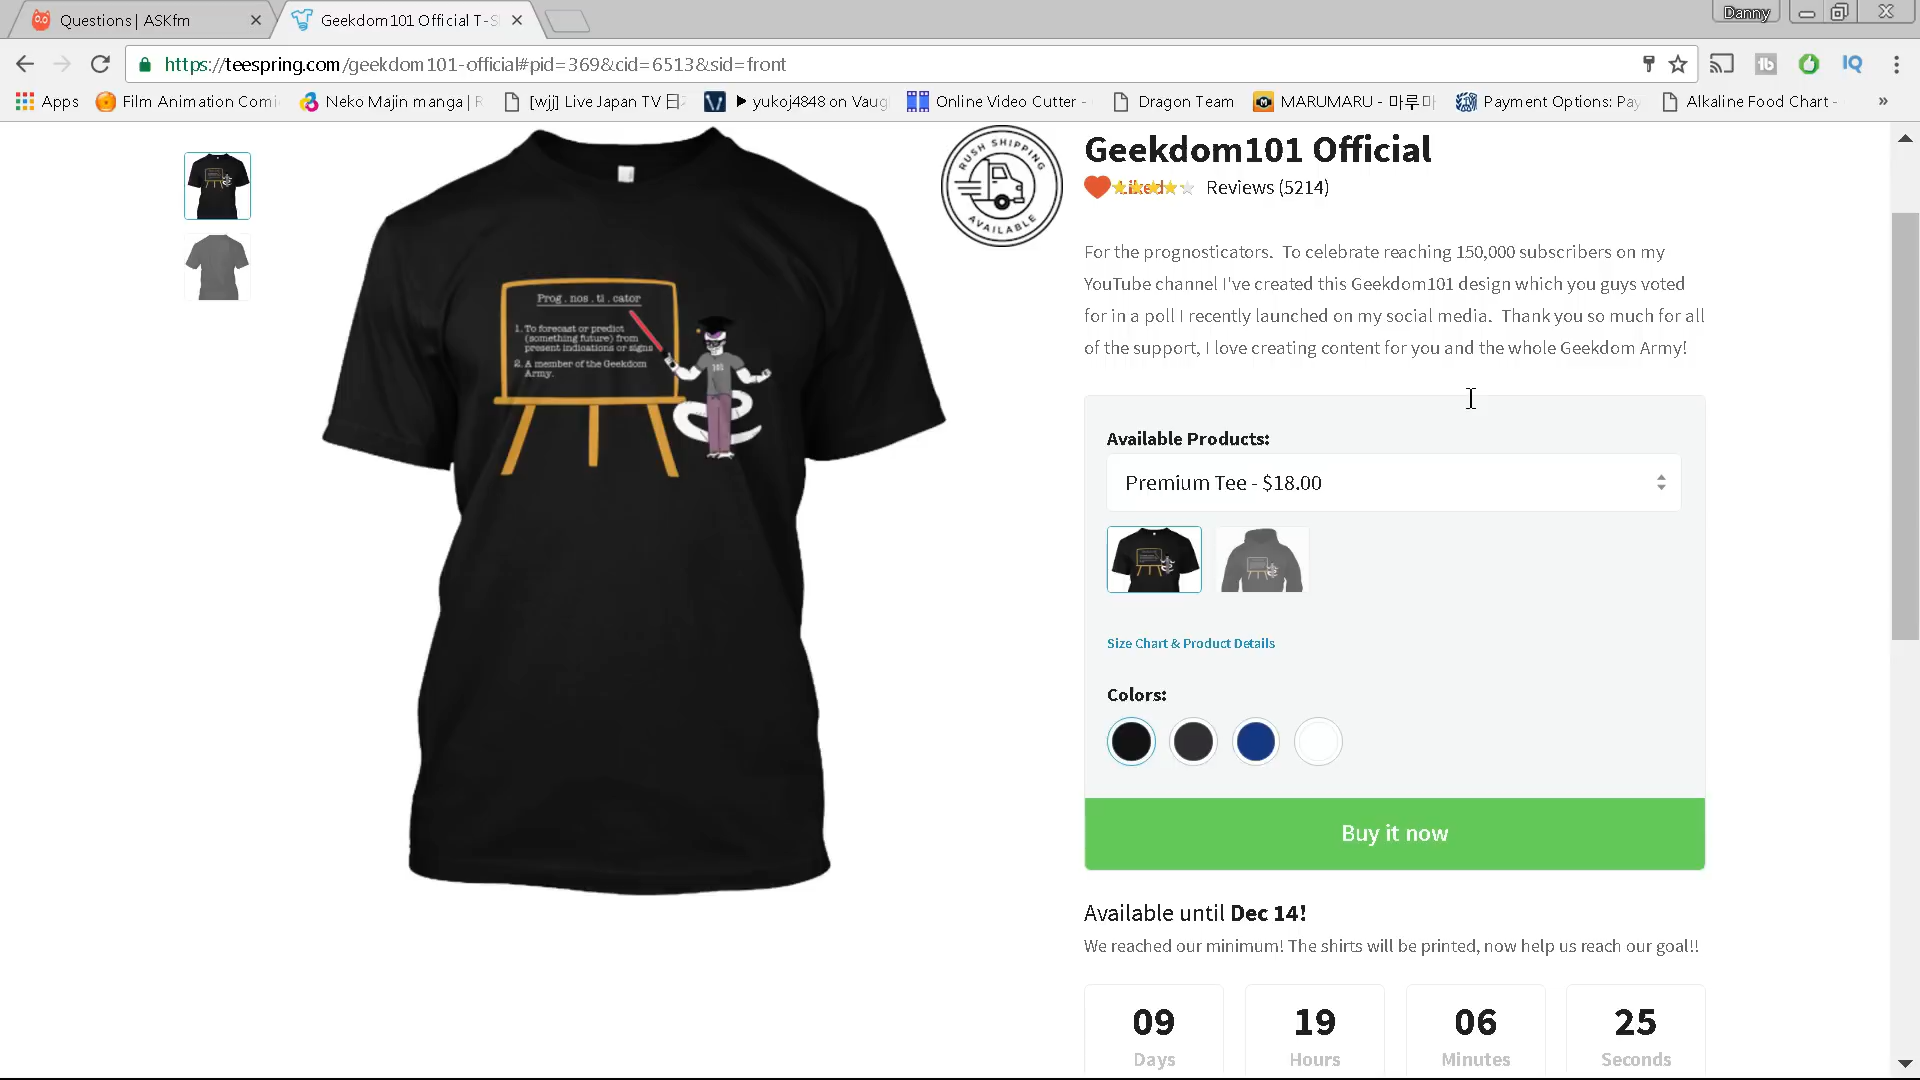 Questions | ASKfm
Geekdom101 Official T-S
Danny
https://teespring.com/geekdom101-official#pid=369&cid=6513&sid=front
Apps
Film Animation Comi
Neko Majin manga | R
[wjj] Live Japan TV 日
▶ yukoj4848 on Vaug
Online Video Cutter -
Dragon Team
MARUMARU - 마루마
Payment Options: Pay
Alkaline Food Chart -
»
RUSH SHIPPING
AVAILABLE
Geekdom101 Official
Liked
Reviews (5214)
For the prognosticators. To celebrate reaching 150,000 subscribers on my
YouTube channel I've created this Geekdom101 design which you guys voted
for in a poll I recently launched on my social media. Thank you so much for all
of the support, I love creating content for you and the whole Geekdom Army!
Prog . nos . ti . cator
1. To forecast or predict
(something future) from
present indications or signs
2. A member of the Geekdom
Army.
101
Available Products:
Premium Tee - $18.00
Size Chart & Product Details
Colors:
Buy it now
Available until Dec 14!
We reached our minimum! The shirts will be printed, now help us reach our goal!!
09
Days
19
Hours
06
Minutes
25
Seconds